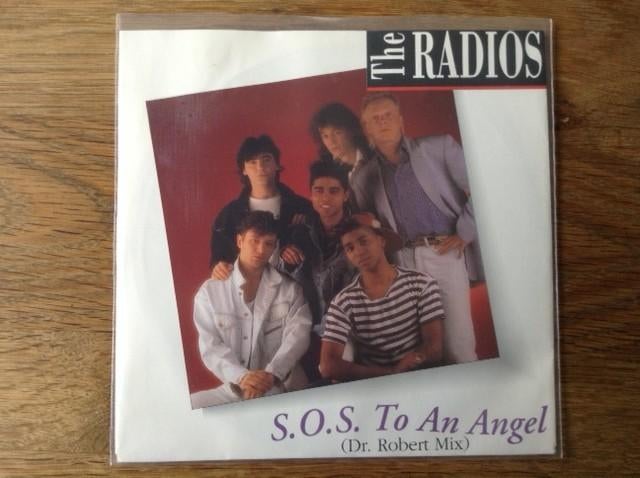 The RADIOS
S.O.S. To An Angel
(Dr. Robert Mix)